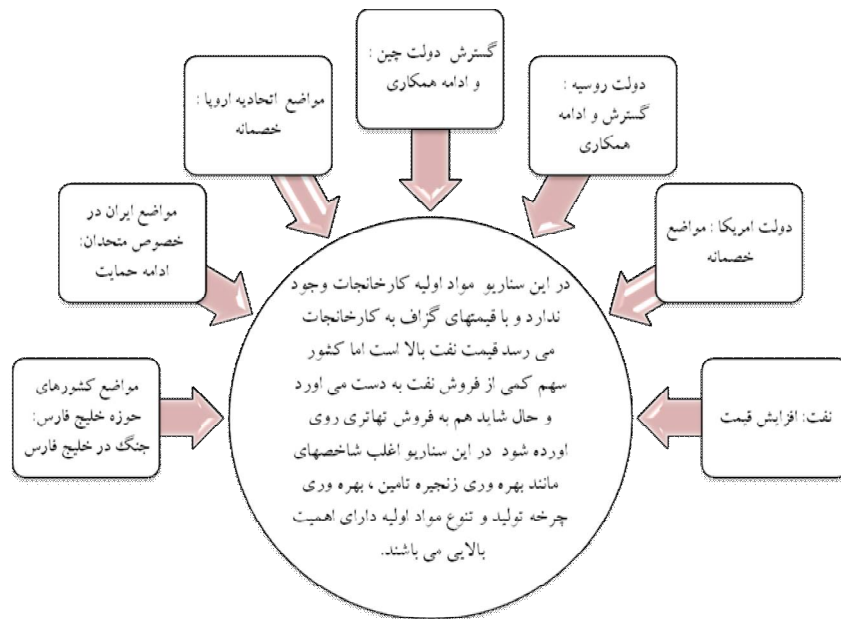 گسترش دولت چین :
و ادامه همکاری
مواضع اتحادیه اروپا :
خصمانه
دولت روسیه :
گسترش و ادامه
همکاری
مواضع ایران در
خصوص متحدان:
ادامه حمایت
دولت امریکا : مواضع
خصمانه
مواضع کشورهای
حوزه خلیج فارس:
جنگ در خلیج فارس
نفت: افزایش قیمت
در این سناریو مواد اولیه کارخانجات وجود
ندارد و با قیمتهای گزاف به کارخانجات
می رسد قیمت نفت بالا است اما کشور
سهم کمی از فروش نفت به دست می اورد
و حال شاید هم به فروش تهاتری روی
اورده شود در این سناریو اغلب شاخصهای
مانند بهره وری زنجیره تامین ، بهره وری
چرخه تولید و تنوع مواد اولیه دارای اهمیت
بالایی می باشند.